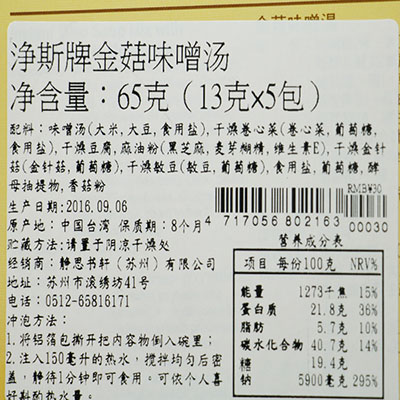 净斯牌金菇味噌汤
净含量：65克（13克×5包）
配料：味噌汤(大米,大豆,食用盐),干燥卷心菜(卷心菜,葡萄糖,
食用盐),干燥豆腐,麻油粉(黑芝麻,麦芽糊精,维生素E),干燥金针
菇(金针菇,葡萄糖),干燥敏豆(敏豆,葡萄糖,食用盐),食用盐,酵
母抽提物,香菇粉
生产日期:2016.09.06
RMB¥30
原产地: 中国台湾 保质期: 8个月
4 717056 802163 00030
贮藏方法:请置于阴凉干燥处
经销商: 静思书轩（苏州）有限公司
地址: 苏州市滚绣坊41号
电话: 0512-65816171
冲泡方法:
1、将铝箔包撕开把内容物倒入碗里;
2、注入150毫升的热水，搅拌均匀后密
盖，静待1分钟即可食用。可依个人喜
好斟酌热水量。
营养成分表
项目 每份100克 NRV%
能量 1273千焦 15%
蛋白质 21.8克 36%
脂肪 5.7克 10%
碳水化合物 40.7克 14%
糖 19.4克
钠 5900毫克 295%